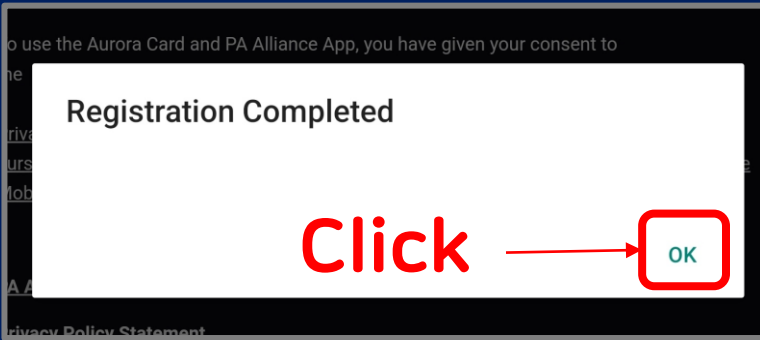 o use the Aurora Card and PA Alliance App, you have given your consent to
Registration Completed
Click
OK
rivacy Policy Statement